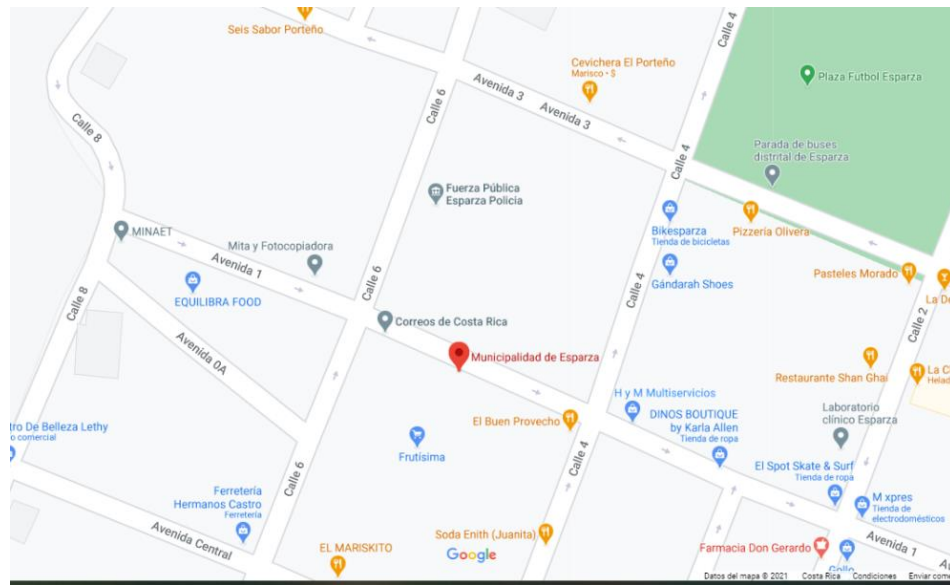 Seis Sabor Porteño
Calle 4
Cevichera El Porteño
Marisco • $
Plaza Futbol Esparza
Avenida 3
Avenida 3
Calle 6
Calle 8
Parada de buses
distrital de Esparza
Calle 4
Fuerza Pública
Esparza Policía
Bikesparza
Tienda de bicicletas
Pizzería Olivera
MINAET
Mita y Fotocopiadora
Avenida 1
Gándarah Shoes
Pasteles Morado
Calle 6
Calle 4
EQUILIBRA FOOD
Calle 8
Calle 2
Correos de Costa Rica
Avenida 0A
Municipalidad de Esparza
Restaurante Shan Ghai
H y M Multiservicios
El Buen Provecho
DINOS BOUTIQUE
by Karla Allen
Tienda de ropa
Laboratorio
clínico Esparza
tro De Belleza Lethy
o comercial
Frutísima
Calle 4
El Spot Skate & Surf
Tienda de ropa
Calle 6
Ferretería
Hermanos Castro
Ferretería
M xpres
Tienda de
electrodomésticos
Avenida Central
EL MARISKITO
Soda Enith (Juanita)
Google
Farmacia Don Gerardo
Avenida 1
Datos del mapa © 2021 Costa Rica Condiciones Enviar com